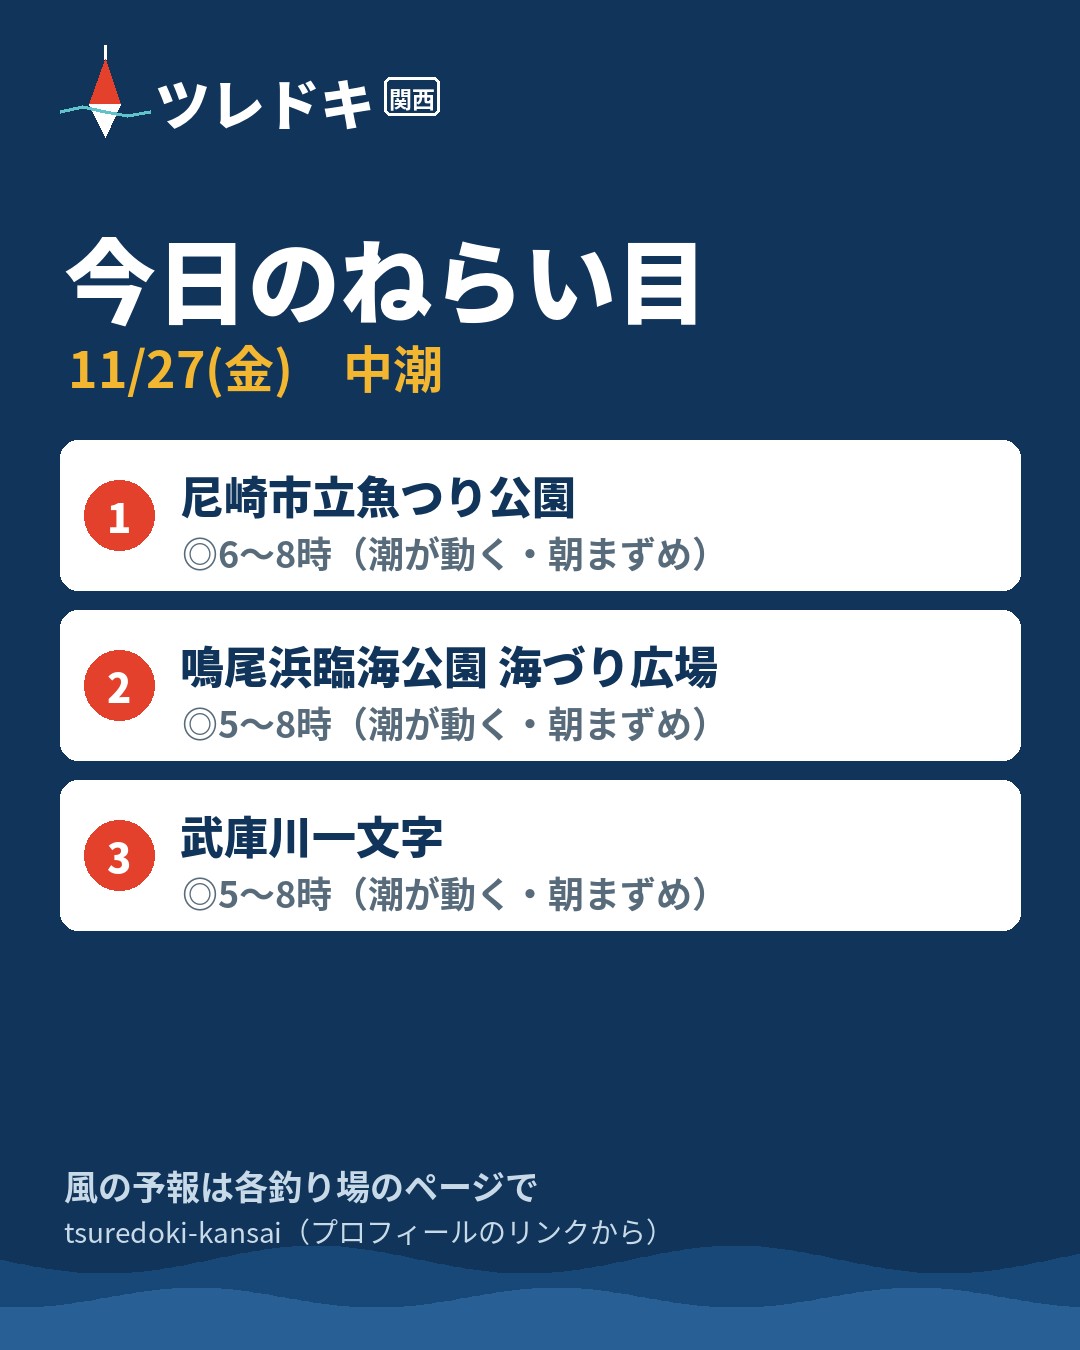 ツレドキ 関西
今日のねらい目
11/27(金)　中潮
1 尼崎市立魚つり公園
◎6〜8時（潮が動く・朝まずめ）
2 鳴尾浜臨海公園 海づり広場
◎5〜8時（潮が動く・朝まずめ）
3 武庫川一文字
◎5〜8時（潮が動く・朝まずめ）
風の予報は各釣り場のページで
tsuredoki-kansai（プロフィールのリンクから）